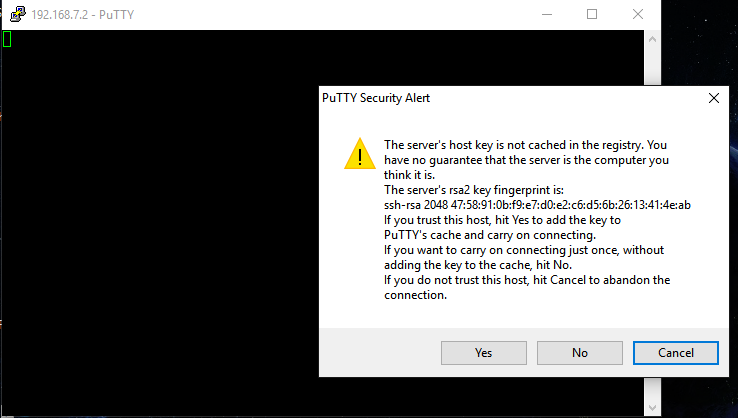 192.168.7.2 - PuTTY
PuTTY Security Alert
The server's host key is not cached in the registry. You
have no guarantee that the server is the computer you
think it is.
The server's rsa2 key fingerprint is:
ssh-rsa 2048 47:58:91:0b:f9:e7:d0:e2:c6:d5:6b:26:13:41:4e:ab
If you trust this host, hit Yes to add the key to
PuTTY's cache and carry on connecting.
If you want to carry on connecting just once, without
adding the key to the cache, hit No.
If you do not trust this host, hit Cancel to abandon the
connection.
Yes
No
Cancel